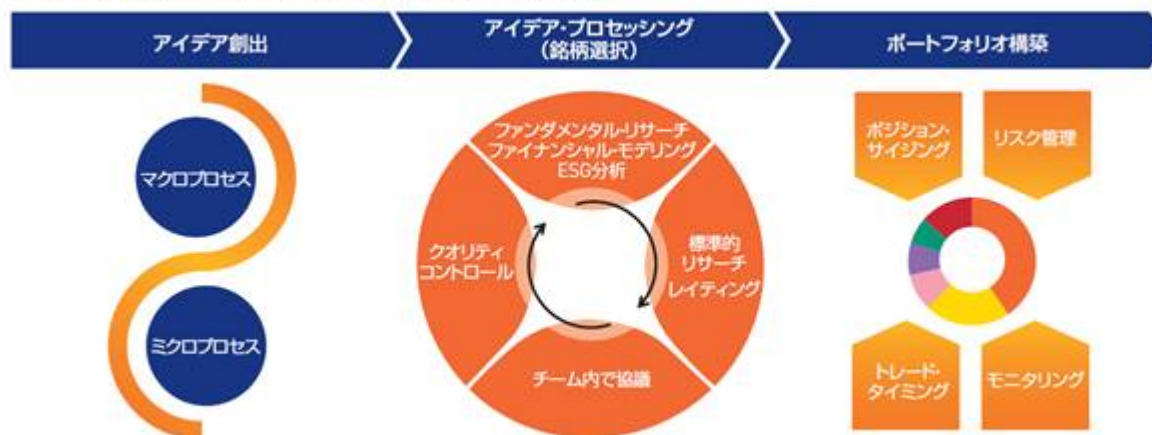 アイデア創出
アイデア・プロセッシング
(銘柄選択)
ポートフォリオ構築
マクロプロセス
ミクロプロセス
ファンダメンタル・リサーチ
ファイナンシャル・モデリング
ESG分析
クオリティ
コントロール
標準的
リサーチ
レイティング
チーム内で協議
ポジション・
サイジング
リスク管理
トレード・
タイミング
モニタリング